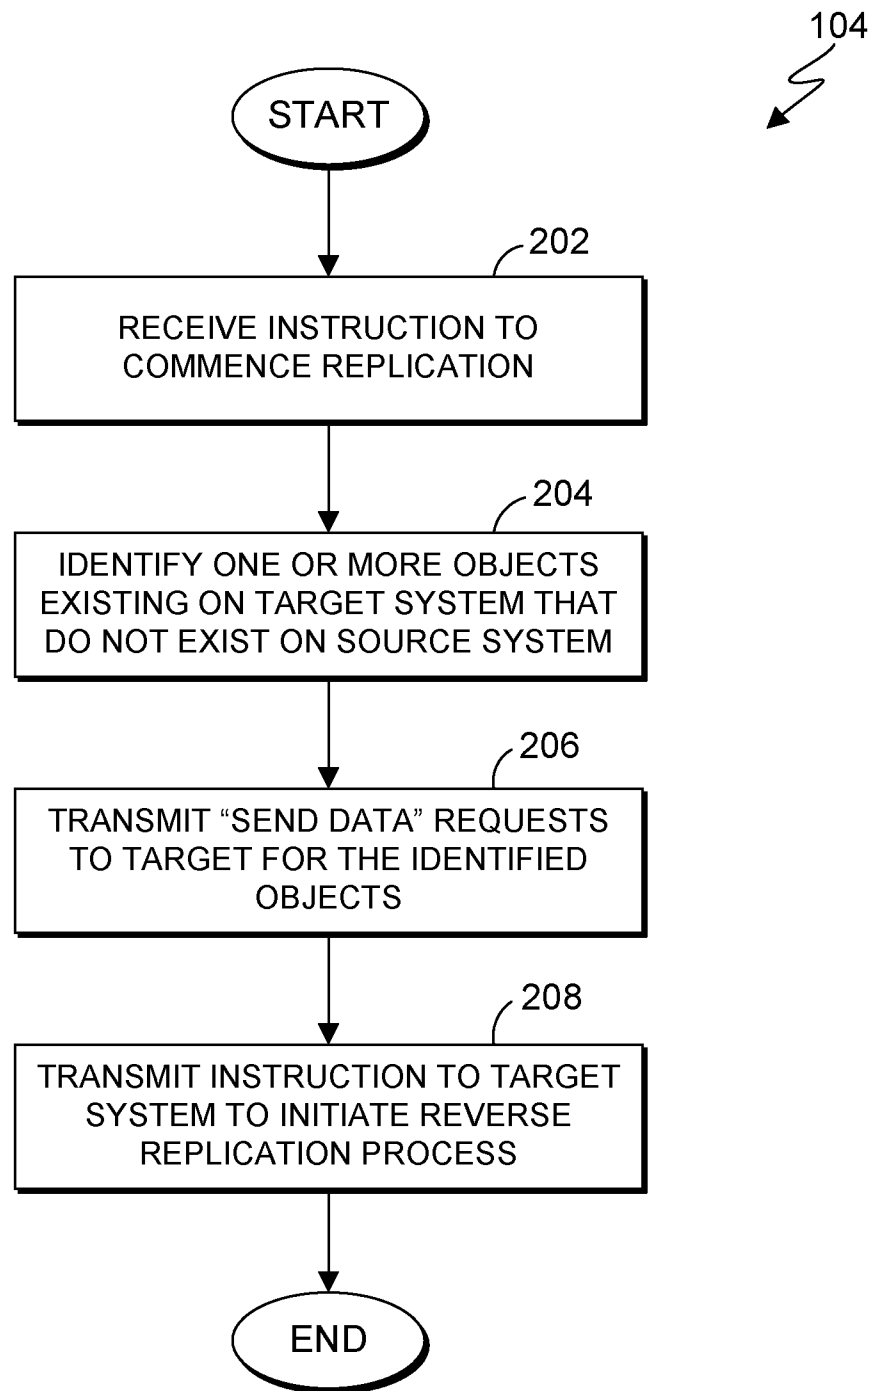 104
START
202
RECEIVE INSTRUCTION TO
COMMENCE REPLICATION
204
IDENTIFY ONE OR MORE OBJECTS
EXISTING ON TARGET SYSTEM THAT
DO NOT EXIST ON SOURCE SYSTEM
206
TRANSMIT “SEND DATA” REQUESTS
TO TARGET FOR THE IDENTIFIED
OBJECTS
208
TRANSMIT INSTRUCTION TO TARGET
SYSTEM TO INITIATE REVERSE
REPLICATION PROCESS
END